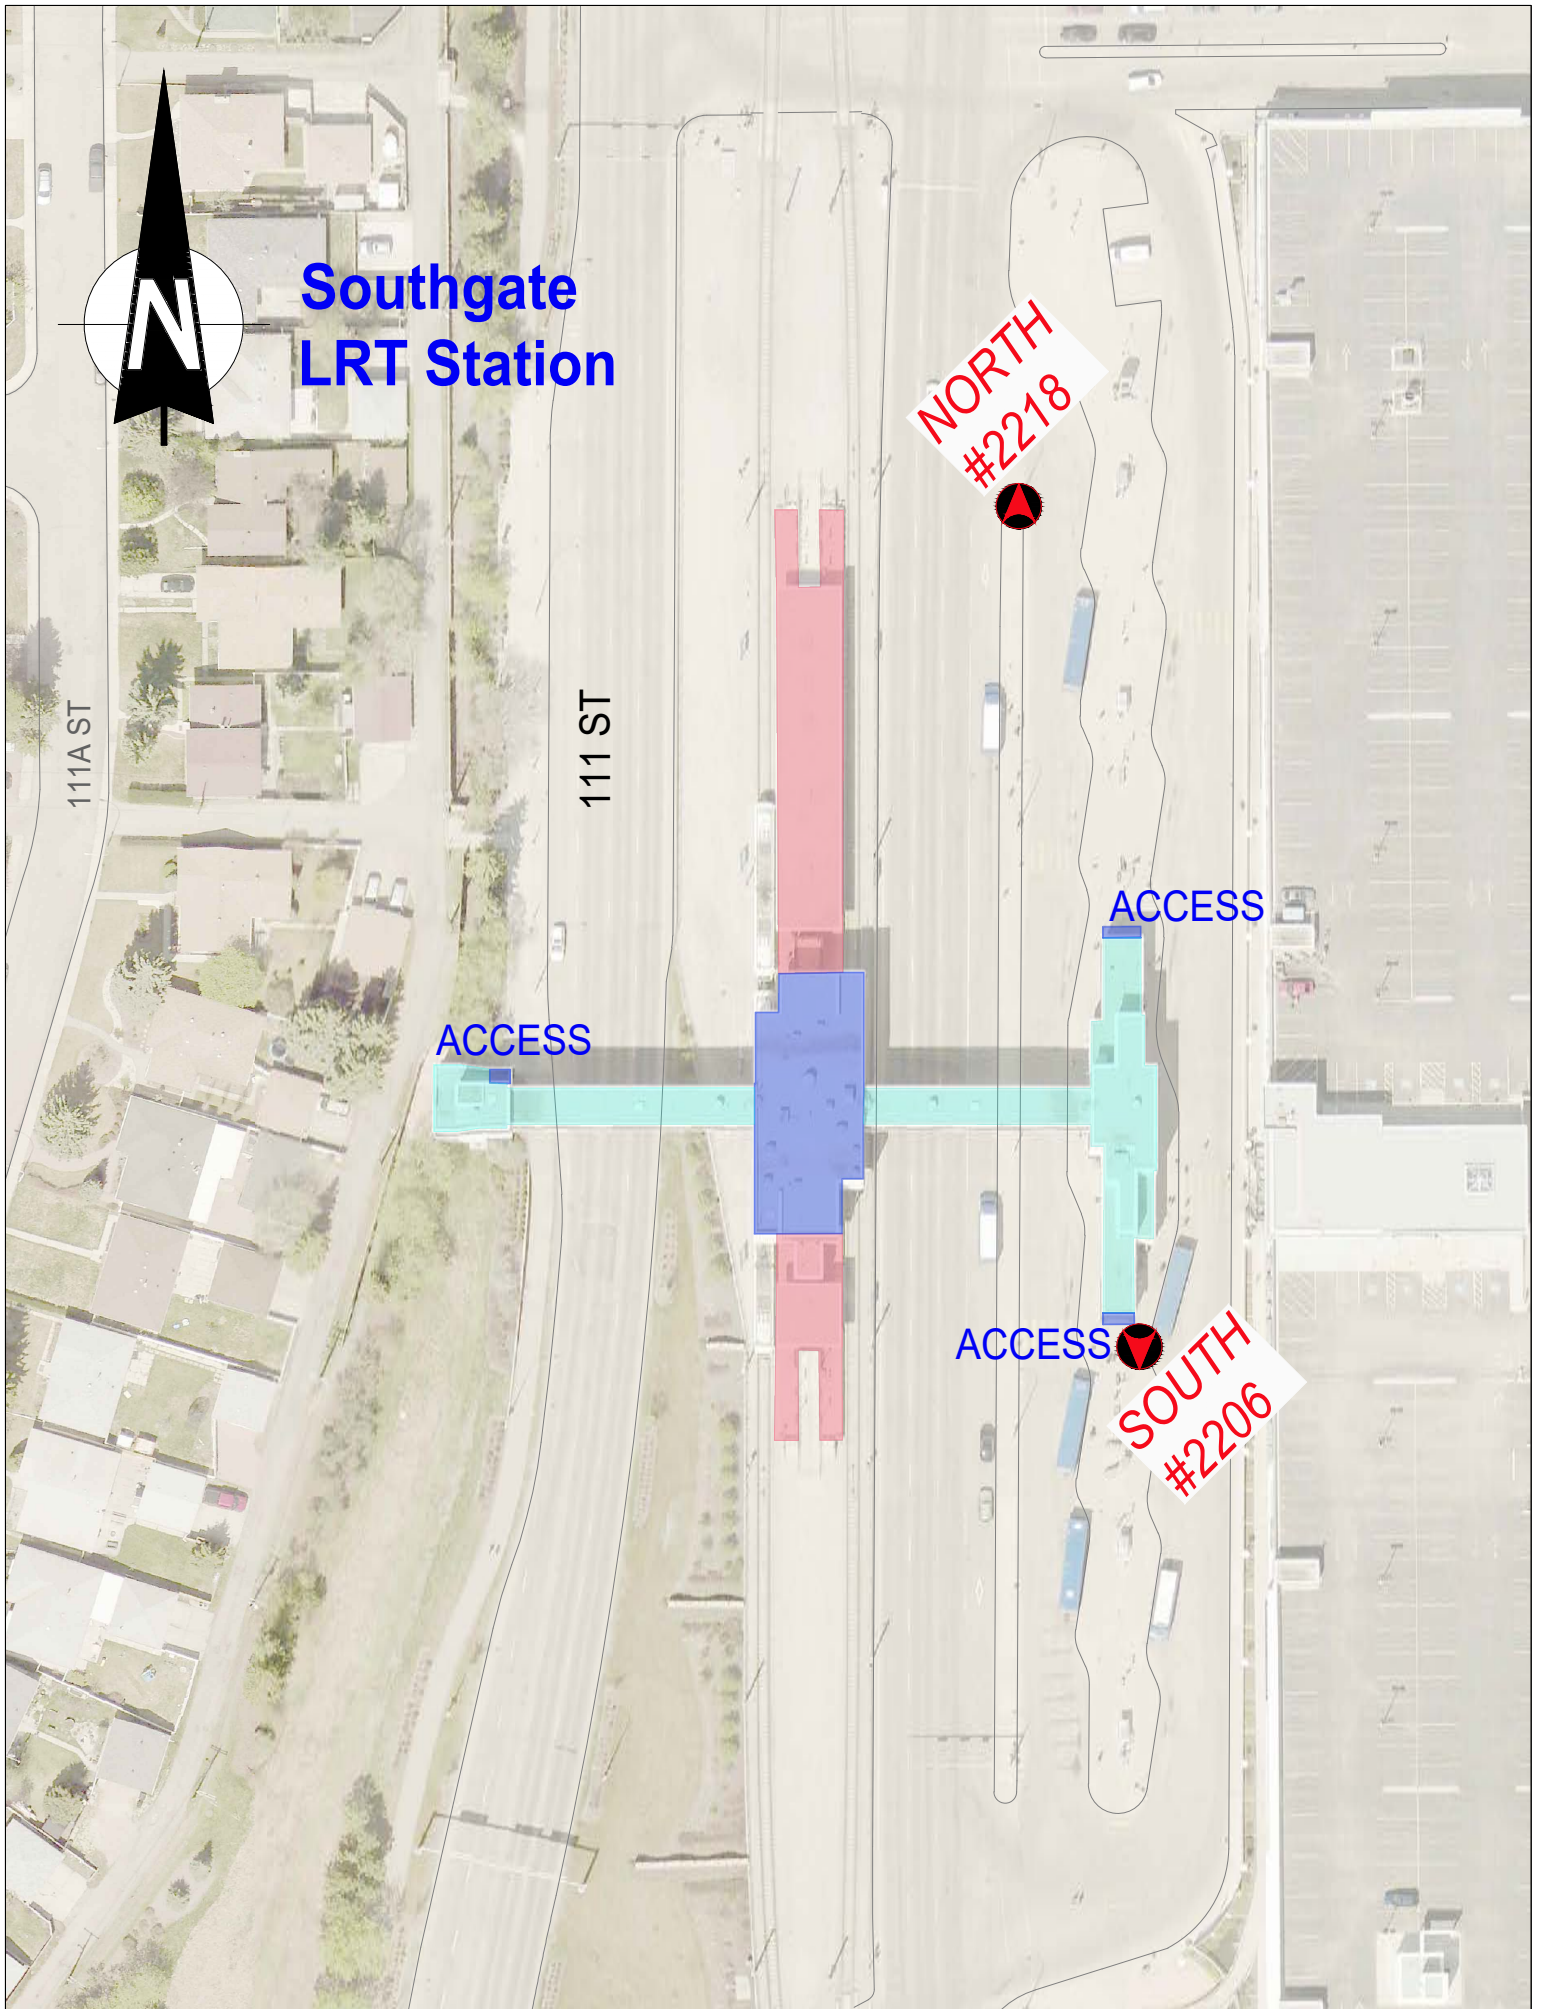 N
Southgate
LRT Station
NORTH
#2218
111A ST
111 ST
ACCESS
ACCESS
ACCESS
SOUTH
#2206